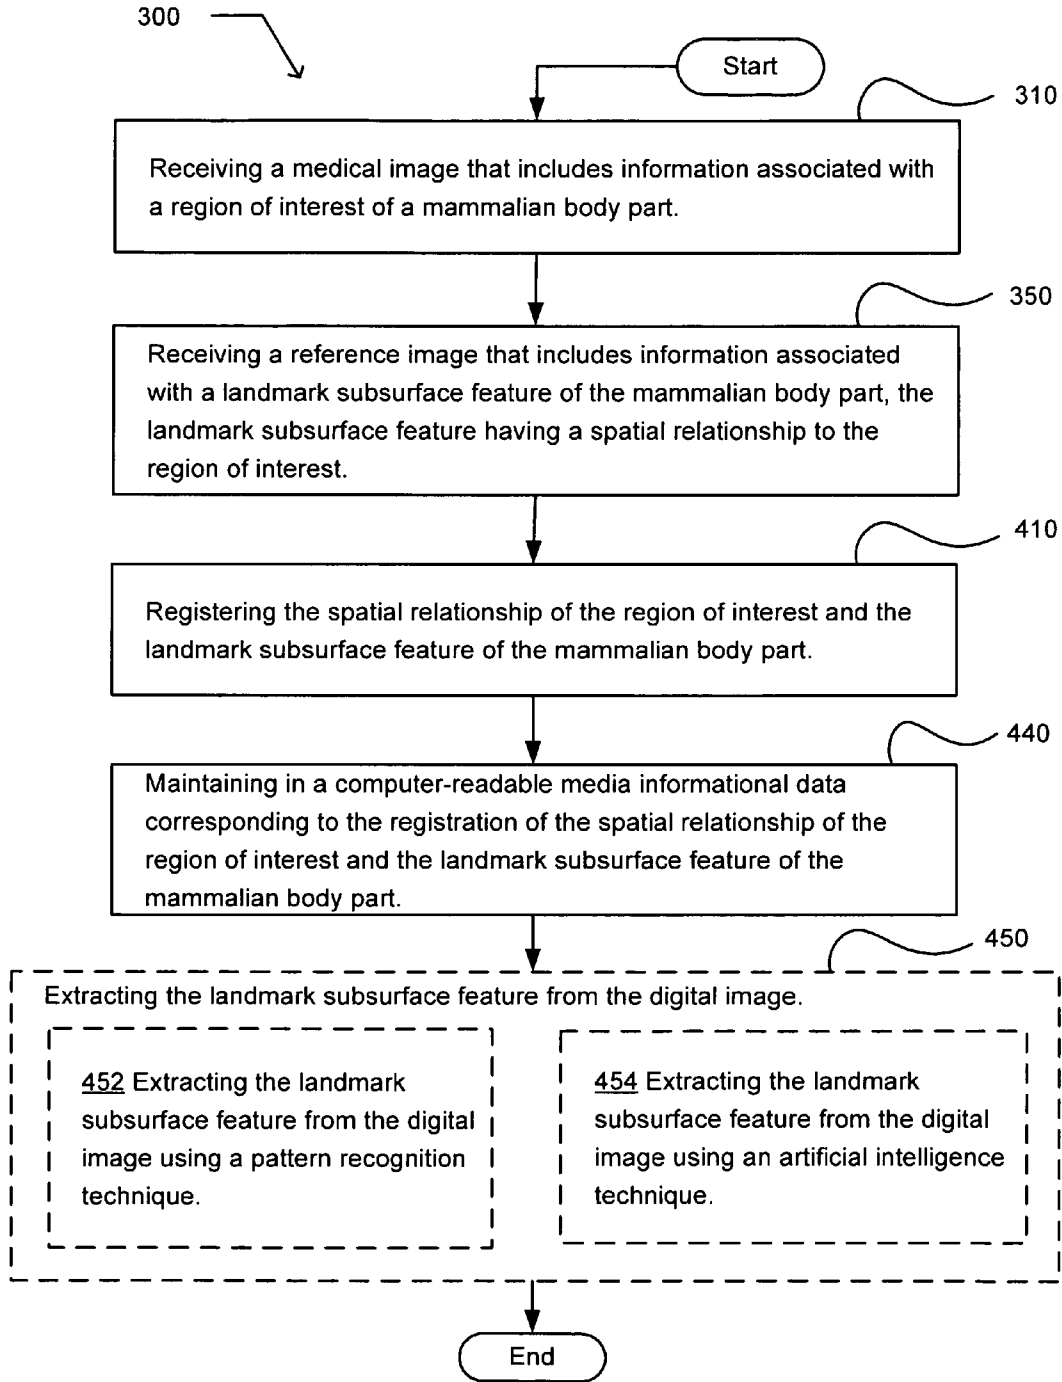 300
Start
310
Receiving a medical image that includes information associated with
a region of interest of a mammalian body part.
350
Receiving a reference image that includes information associated
with a landmark subsurface feature of the mammalian body part, the
landmark subsurface feature having a spatial relationship to the
region of interest.
410
Registering the spatial relationship of the region of interest and the
landmark subsurface feature of the mammalian body part.
440
Maintaining in a computer-readable media informational data
corresponding to the registration of the spatial relationship of the
region of interest and the landmark subsurface feature of the
mammalian body part.
450
Extracting the landmark subsurface feature from the digital image.
452 Extracting the landmark
subsurface feature from the digital
image using a pattern recognition
technique.
454 Extracting the landmark
subsurface feature from the digital
image using an artificial intelligence
technique.
End